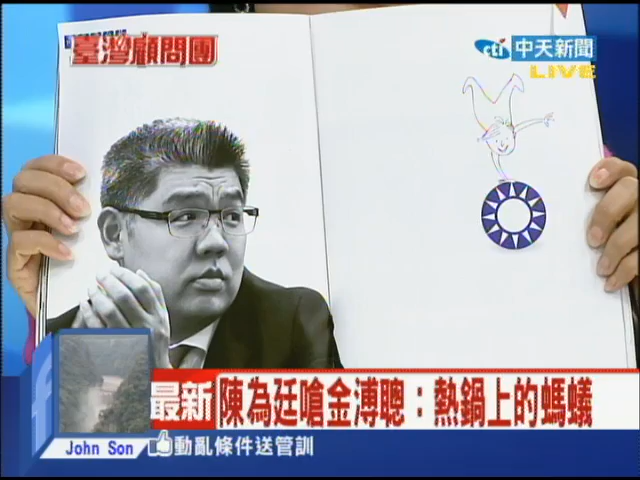 臺灣顧問團
cti 中天新聞
LIVE
最新 陳為廷嗆金溥聰：熱鍋上的螞蟻
John Son 動亂條件送管訓